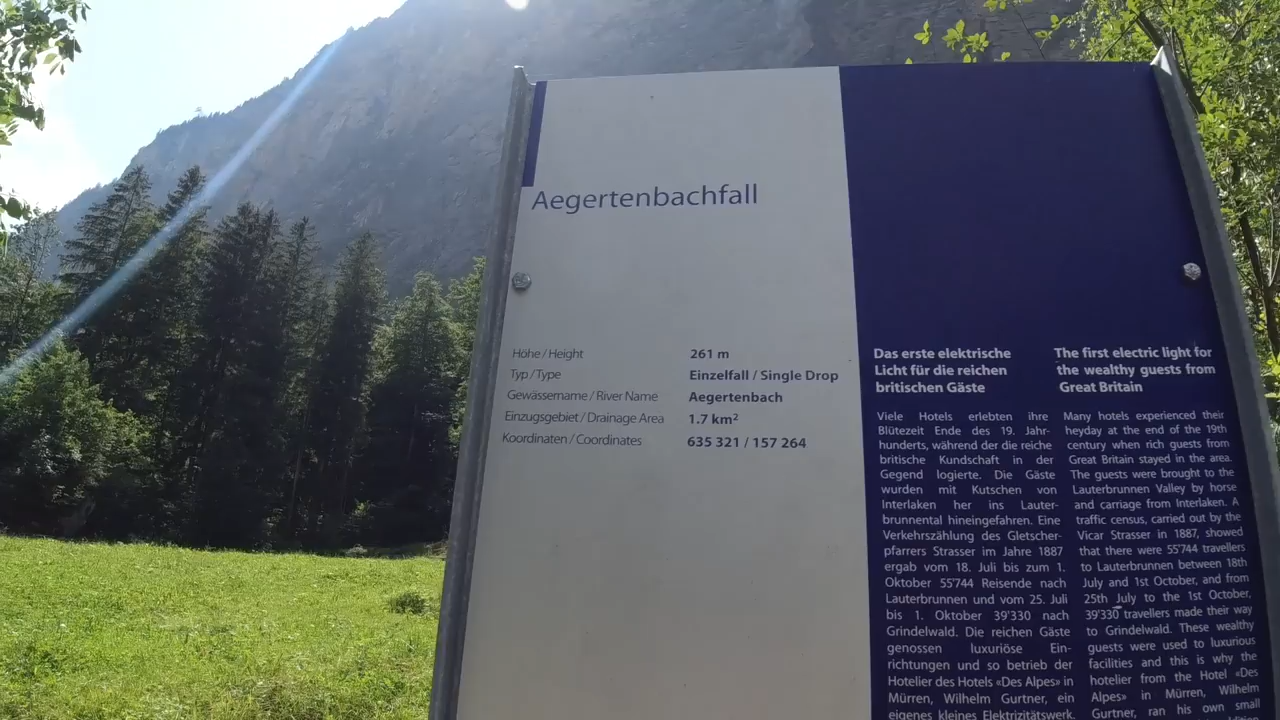 Aegertenbachfall
Höhe / Height 261 m
Typ / Type Einzelfall / Single Drop
Gewässername / River Name Aegertenbach
Einzugsgebiet / Drainage Area 1.7 km²
Koordinaten / Coordinates 635 321 / 157 264
Das erste elektrische
Licht für die reichen
britischen Gäste
Viele Hotels erlebten ihre
Blütezeit Ende des 19. Jahr-
hunderts, während der die reiche
britische Kundschaft in der
Gegend logierte. Die Gäste
wurden mit Kutschen von
Interlaken her ins Lauter-
brunnental hineingefahren. Eine
Verkehrszählung des Gletscher-
pfarrers Strasser im Jahre 1887
ergab vom 18. Juli bis zum 1.
Oktober 55'744 Reisende nach
Lauterbrunnen und vom 25. Juli
bis 1. Oktober 39'330 nach
Grindelwald. Die reichen Gäste
genossen luxuriöse Ein-
richtungen und so betrieb der
Hotelier des Hotels «Des Alpes» in
Mürren, Wilhelm Gurtner, ein
eigenes kleines Elektrizitätswerk.
The first electric light for
the wealthy guests from
Great Britain
Many hotels experienced their
heyday at the end of the 19th
century when rich guests from
Great Britain stayed in the area.
The guests were brought to the
Lauterbrunnen Valley by horse
and carriage from Interlaken. A
traffic census, carried out by the
Vicar Strasser in 1887, showed
that there were 55'744 travellers
to Lauterbrunnen between 18th
July and 1st October, and from
25th July to the 1st October,
39'330 travellers made their way
to Grindelwald. These wealthy
guests were used to luxurious
facilities and this is why the
hotelier from the Hotel «Des
Alpes» in Mürren, Wilhelm
Gurtner, ran his own small